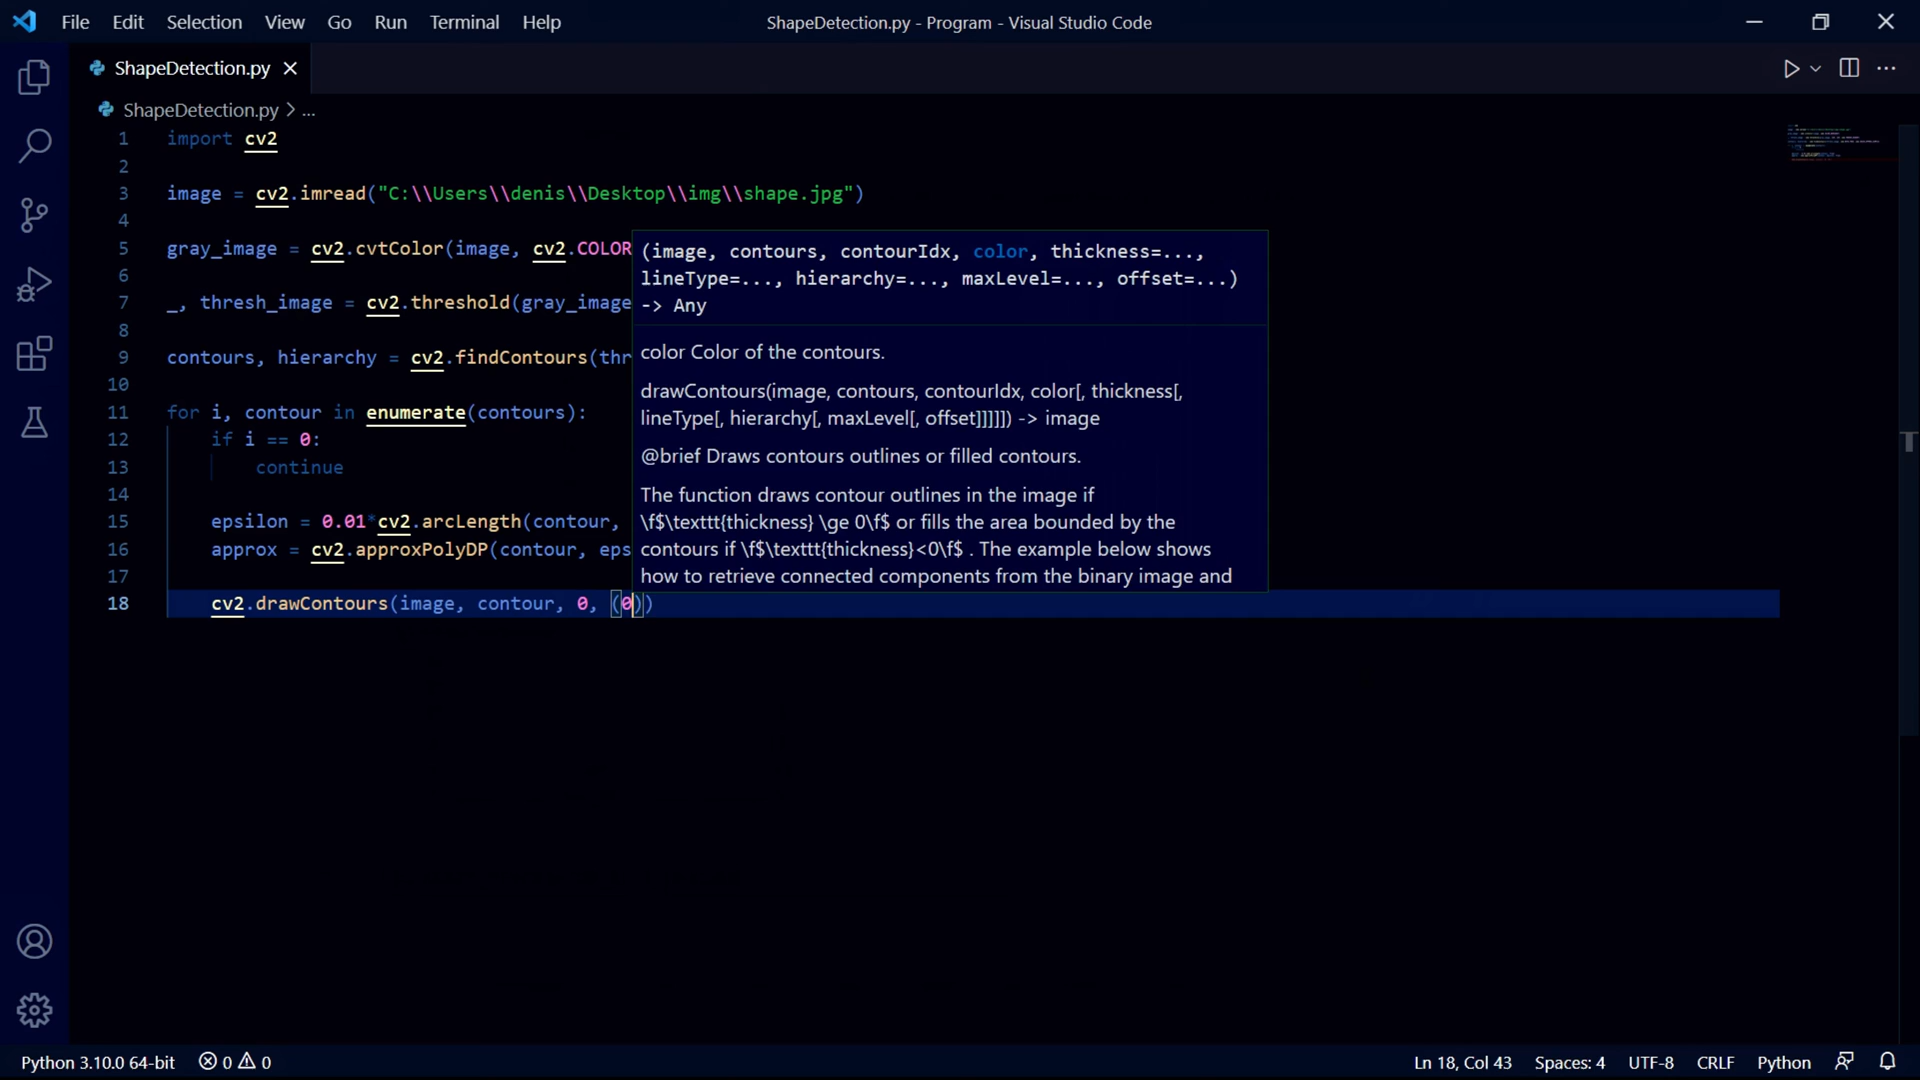 File Edit Selection View Go Run Terminal Help
ShapeDetection.py - Program - Visual Studio Code
ShapeDetection.py
ShapeDetection.py > ...
1 import cv2
2
3 image = cv2.imread("C:\\Users\\denis\\Desktop\\img\\shape.jpg")
4
5 gray_image = cv2.cvtColor(image, cv2.COLOR
6
7 _, thresh_image = cv2.threshold(gray_image
8
9 contours, hierarchy = cv2.findContours(thr
10
11 for i, contour in enumerate(contours):
12 if i == 0:
13 continue
14
15 epsilon = 0.01*cv2.arcLength(contour,
16 approx = cv2.approxPolyDP(contour, eps
17
18 cv2.drawContours(image, contour, 0, (0))
(image, contours, contourIdx, color, thickness=...,
lineType=..., hierarchy=..., maxLevel=..., offset=...)
-> Any
color Color of the contours.
drawContours(image, contours, contourIdx, color[, thickness[,
lineType[, hierarchy[, maxLevel[, offset]]]]]) -> image
@brief Draws contours outlines or filled contours.
The function draws contour outlines in the image if
\f$\texttt{thickness} \ge 0\f$ or fills the area bounded by the
contours if \f$\texttt{thickness}<0\f$ . The example below shows
how to retrieve connected components from the binary image and
Python 3.10.0 64-bit 0 0
Ln 18, Col 43 Spaces: 4 UTF-8 CRLF Python